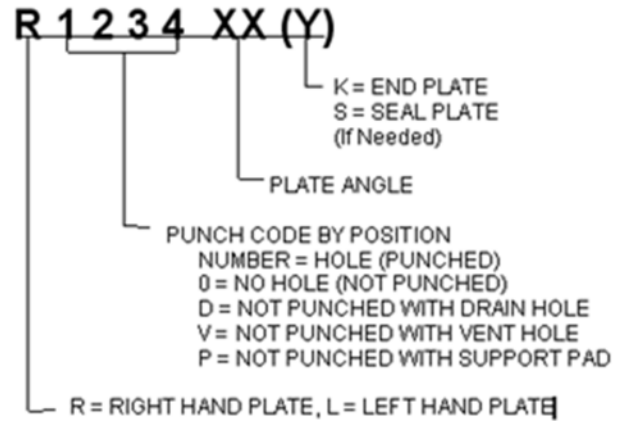 R 1 2 3 4 XX (Y)
K = END PLATE
S = SEAL PLATE
(If Needed)
PLATE ANGLE
PUNCH CODE BY POSITION
NUMBER = HOLE (PUNCHED)
0 = NO HOLE (NOT PUNCHED)
D = NOT PUNCHED WITH DRAIN HOLE
V = NOT PUNCHED WITH VENT HOLE
P = NOT PUNCHED WITH SUPPORT PAD
R = RIGHT HAND PLATE, L = LEFT HAND PLATE